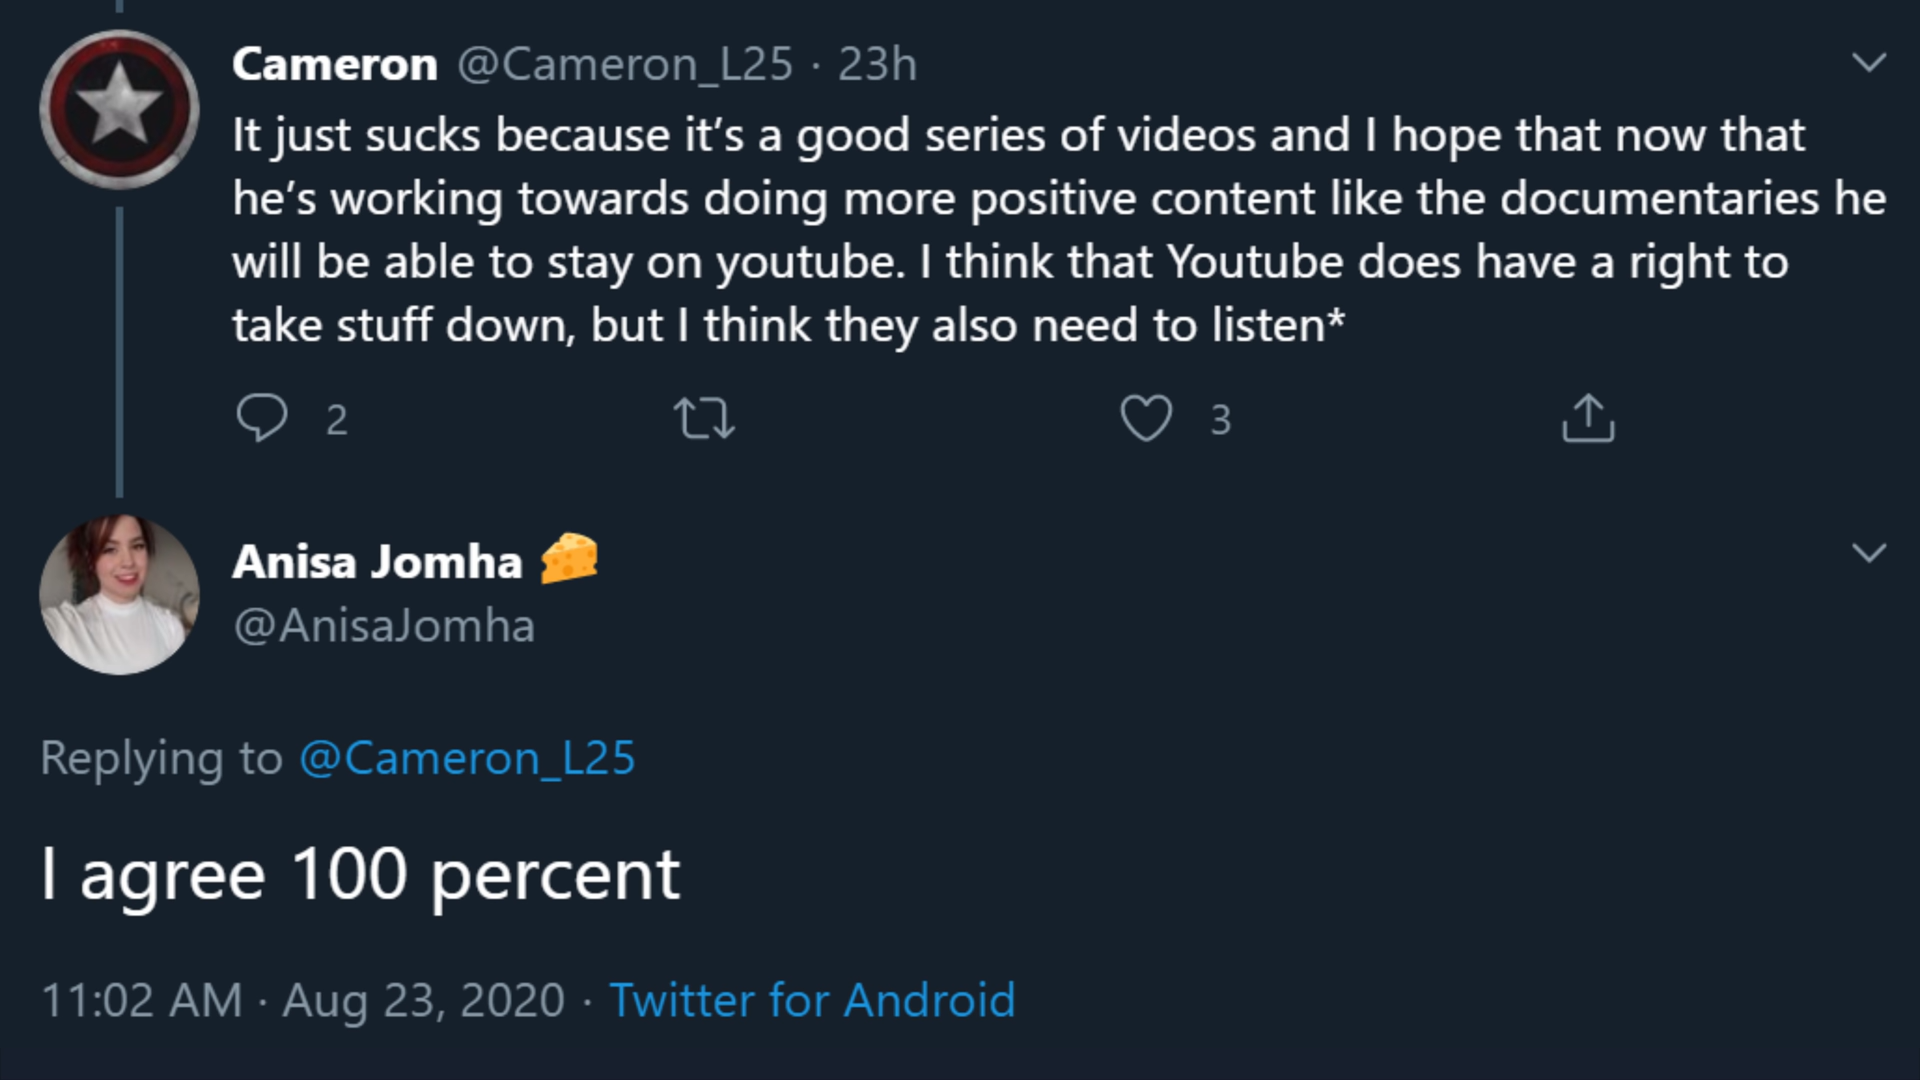 Cameron @Cameron_L25 · 23h
It just sucks because it’s a good series of videos and I hope that now that
he’s working towards doing more positive content like the documentaries he
will be able to stay on youtube. I think that Youtube does have a right to
take stuff down, but I think they also need to listen*
2 3
Anisa Jomha 🧀
@AnisaJomha
Replying to @Cameron_L25
I agree 100 percent
11:02 AM · Aug 23, 2020 · Twitter for Android